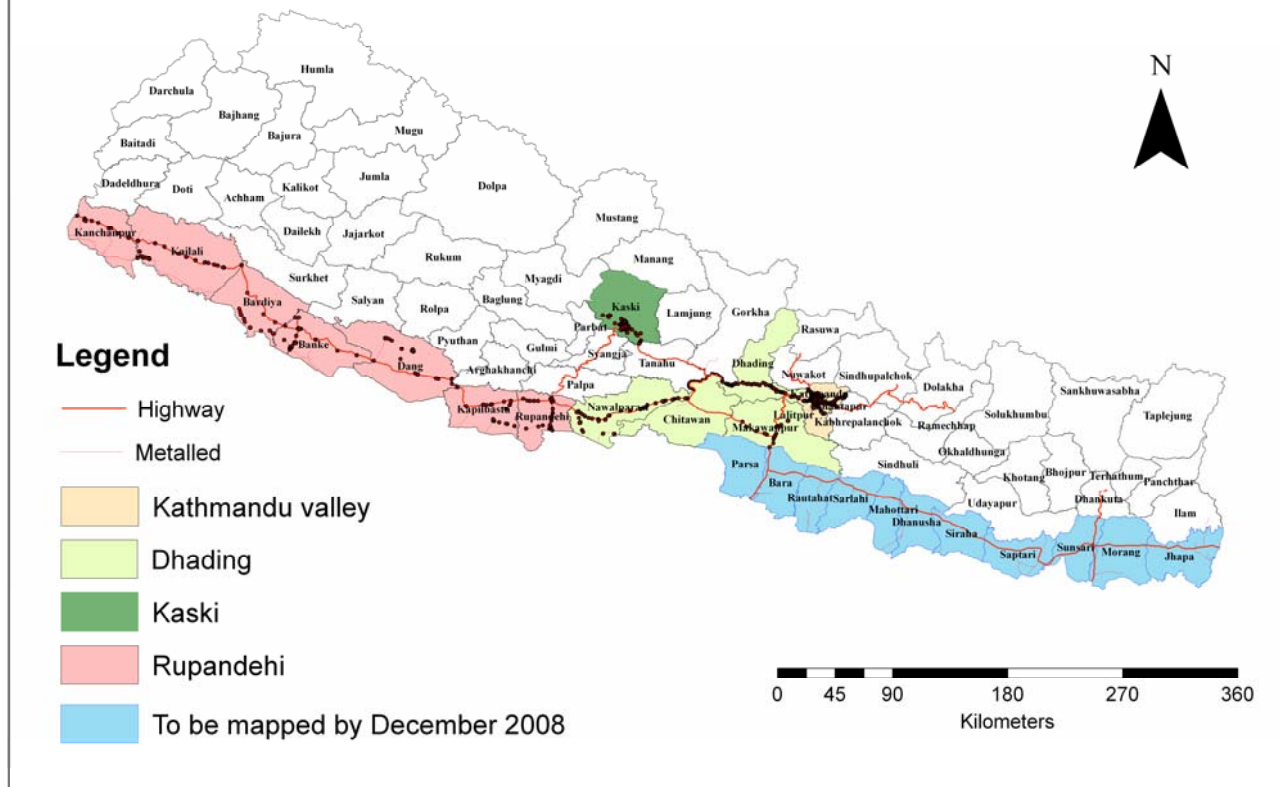 N
Humla
Darchula
Bajhang
Bajura
Mugu
Baitadi
Dadeldhura
Doti
Achham
Kalikot
Jumla
Dolpa
Mustang
Kanchanpur
Kailali
Dailekh
Jajarkot
Rukum
Manang
Surkhet
Myagdi
Bardiya
Salyan
Rolpa
Baglung
Kaski
Lamjung
Gorkha
Parbat
Rasuwa
Banke
Pyuthan
Gulmi
Syangja
Tanahu
Dang
Arghakhanchi
Dhading
Nuwakot
Sindhupalchok
Dolakha
Palpa
Sankhuwasabha
Taplejung
Kapilbastu
Rupandehi
Nawalparasi
Chitawan
Makawanpur
Lalitpur
Kabhrepalanchok
Ramechhap
Solukhumbu
Okhaldhunga
Parsa
Bara
Sindhuli
Khotang
Bhojpur
Terhathum
Panchthar
Rautahat
Sarlahi
Udayapur
Dhankuta
Ilam
Mahottari
Dhanusha
Siraha
Saptari
Sunsari
Morang
Jhapa
Legend
Highway
Metalled
Kathmandu valley
Dhading
Kaski
Rupandehi
To be mapped by December 2008
0 45 90 180 270 360
Kilometers